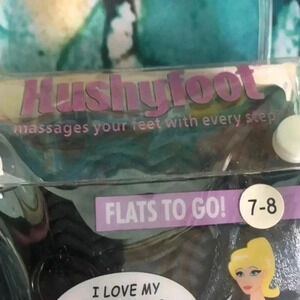 Hushyfoot
massages your feet with every step
FLATS TO GO!
7-8
I LOVE MY